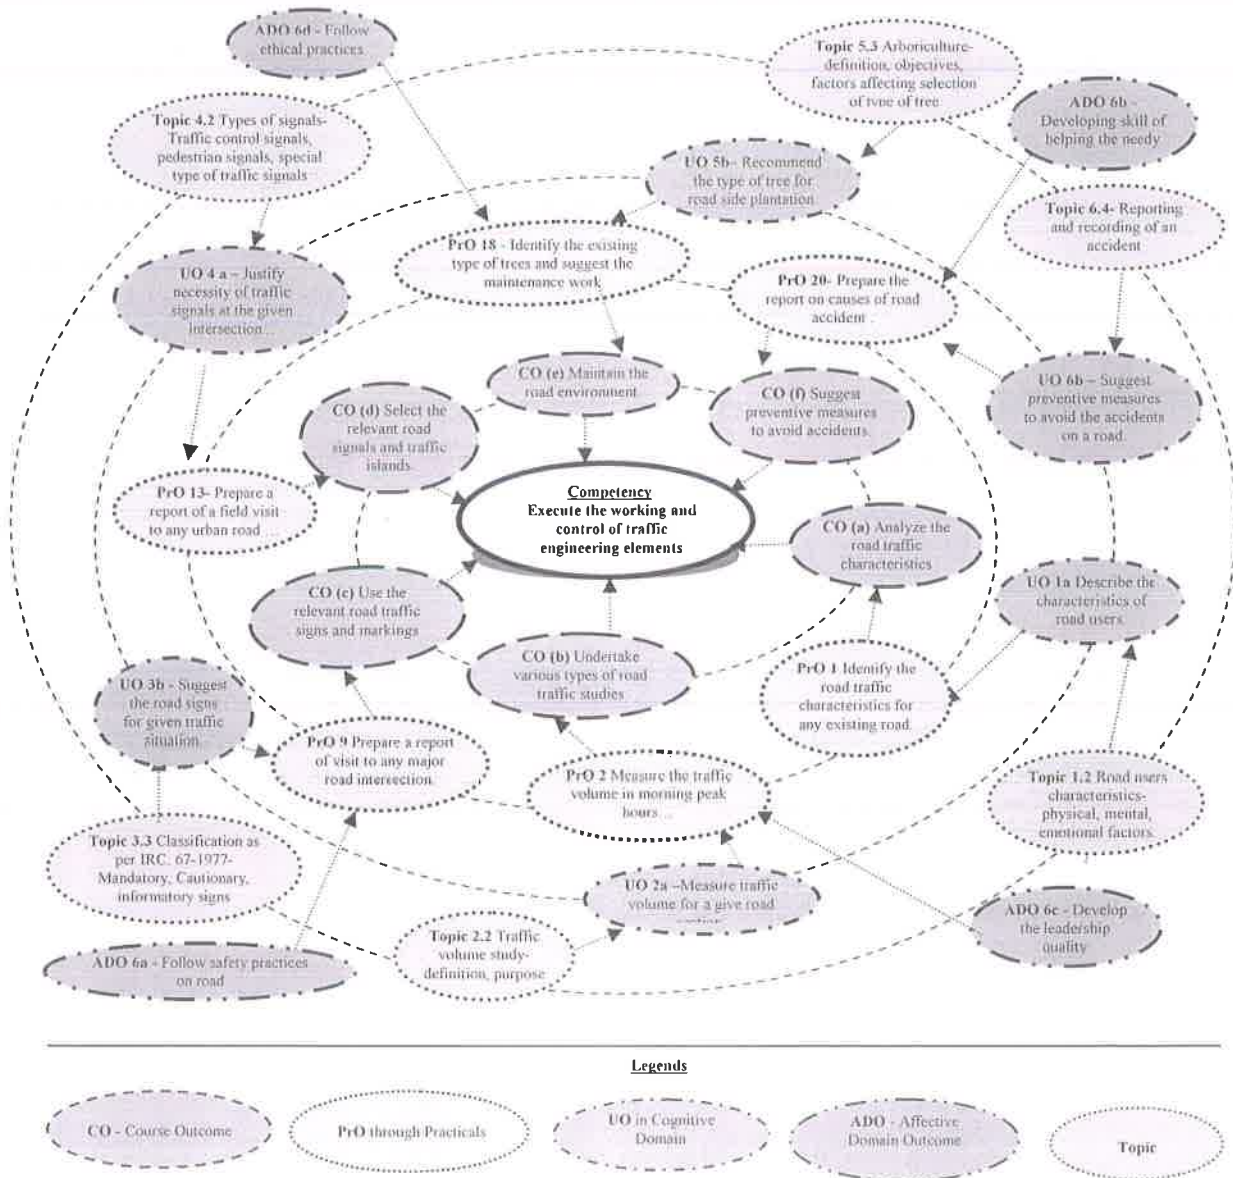 ADO 6d - Follow
ethical practices
Topic 5.3 Arboriculture-
definition, objectives,
factors affecting selection
of type of tree
ADO 6b -
Developing skill of
helping the needy
Topic 4.2 Types of signals-
Traffic control signals,
pedestrian signals, special
type of traffic signals
UO 5b- Recommend
the type of tree for
road side plantation
Topic 6.4- Reporting
and recording of an
accident
PrO 18 - Identify the existing
type of trees and suggest the
maintenance work
UO 4 a – Justify
necessity of traffic
signals at the given
intersection...
PrO 20- Prepare the
report on causes of road
accident ..
CO (e) Maintain the
road environment.
CO (f) Suggest
preventive measures
to avoid accidents.
UO 6b – Suggest
preventive measures
to avoid the accidents
on a road.
CO (d) Select the
relevant road
signals and traffic
islands
PrO 13- Prepare a
report of a field visit
to any urban road ...
Competency
Execute the working and
control of traffic
engineering elements
CO (a) Analyze the
road traffic
characteristics
UO 1a Describe the
characteristics of
road users.
CO (c) Use the
relevant road traffic
signs and markings
CO (b) Undertake
various types of road
traffic studies
PrO 1 Identify the
road traffic
characteristics for
any existing road.
UO 3b - Suggest
the road signs
for given traffic
situation.
PrO 9 Prepare a report
of visit to any major
road intersection.
PrO 2 Measure the traffic
volume in morning peak
hours...
Topic 1.2 Road users
characteristics-
physical, mental,
emotional factors.
Topic 3.3 Classification as
per IRC. 67-1977-
Mandatory, Cautionary,
informatory signs
UO 2a –Measure traffic
volume for a give road
Topic 2.2 Traffic
volume study-
definition, purpose
ADO 6c - Develop
the leadership
quality
ADO 6a - Follow safety practices
on road
Legends
CO - Course Outcome
PrO through Practicals
UO in Cognitive
Domain
ADO - Affective
Domain Outcome
Topic